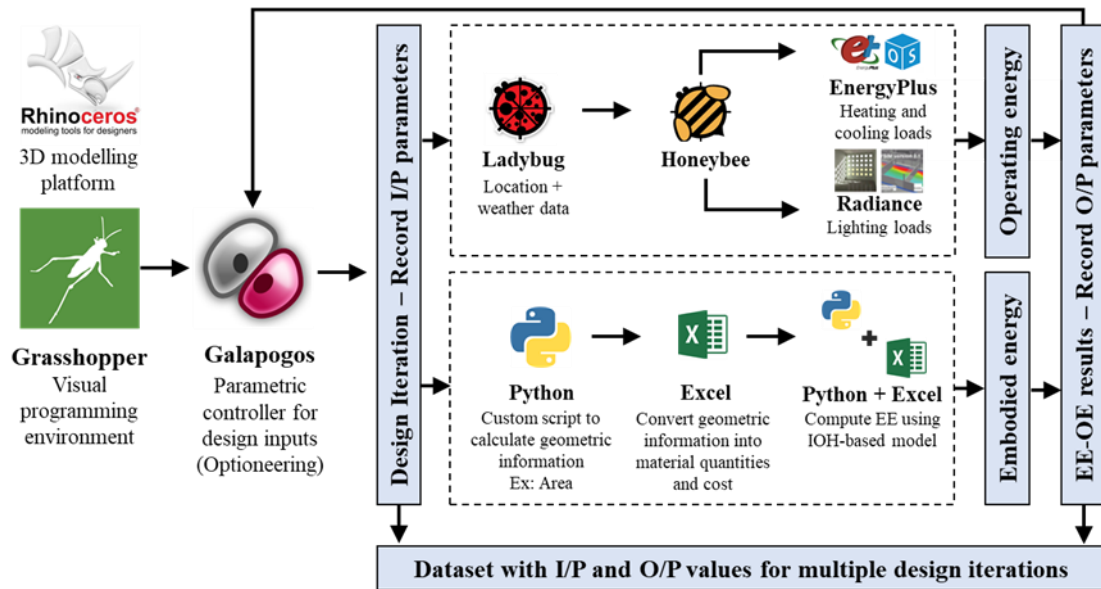 Rhinoceros®
modeling tools for designers
3D modelling
platform
Grasshopper
Visual
programming
environment
Galapogos
Parametric
controller for
design inputs
(Optioneering)
Design Iteration – Record I/P parameters
Ladybug
Location +
weather data
Honeybee
EnergyPlus
OS
EnergyPlus
Heating and
cooling loads
Radiance
Lighting loads
Python
Custom script to
calculate geometric
information
Ex: Area
X
Excel
Convert geometric
information into
material quantities
and cost
+
X
Python + Excel
Compute EE using
IOH-based model
Operating energy
Embodied energy
EE-OE results – Record O/P parameters
Dataset with I/P and O/P values for multiple design iterations